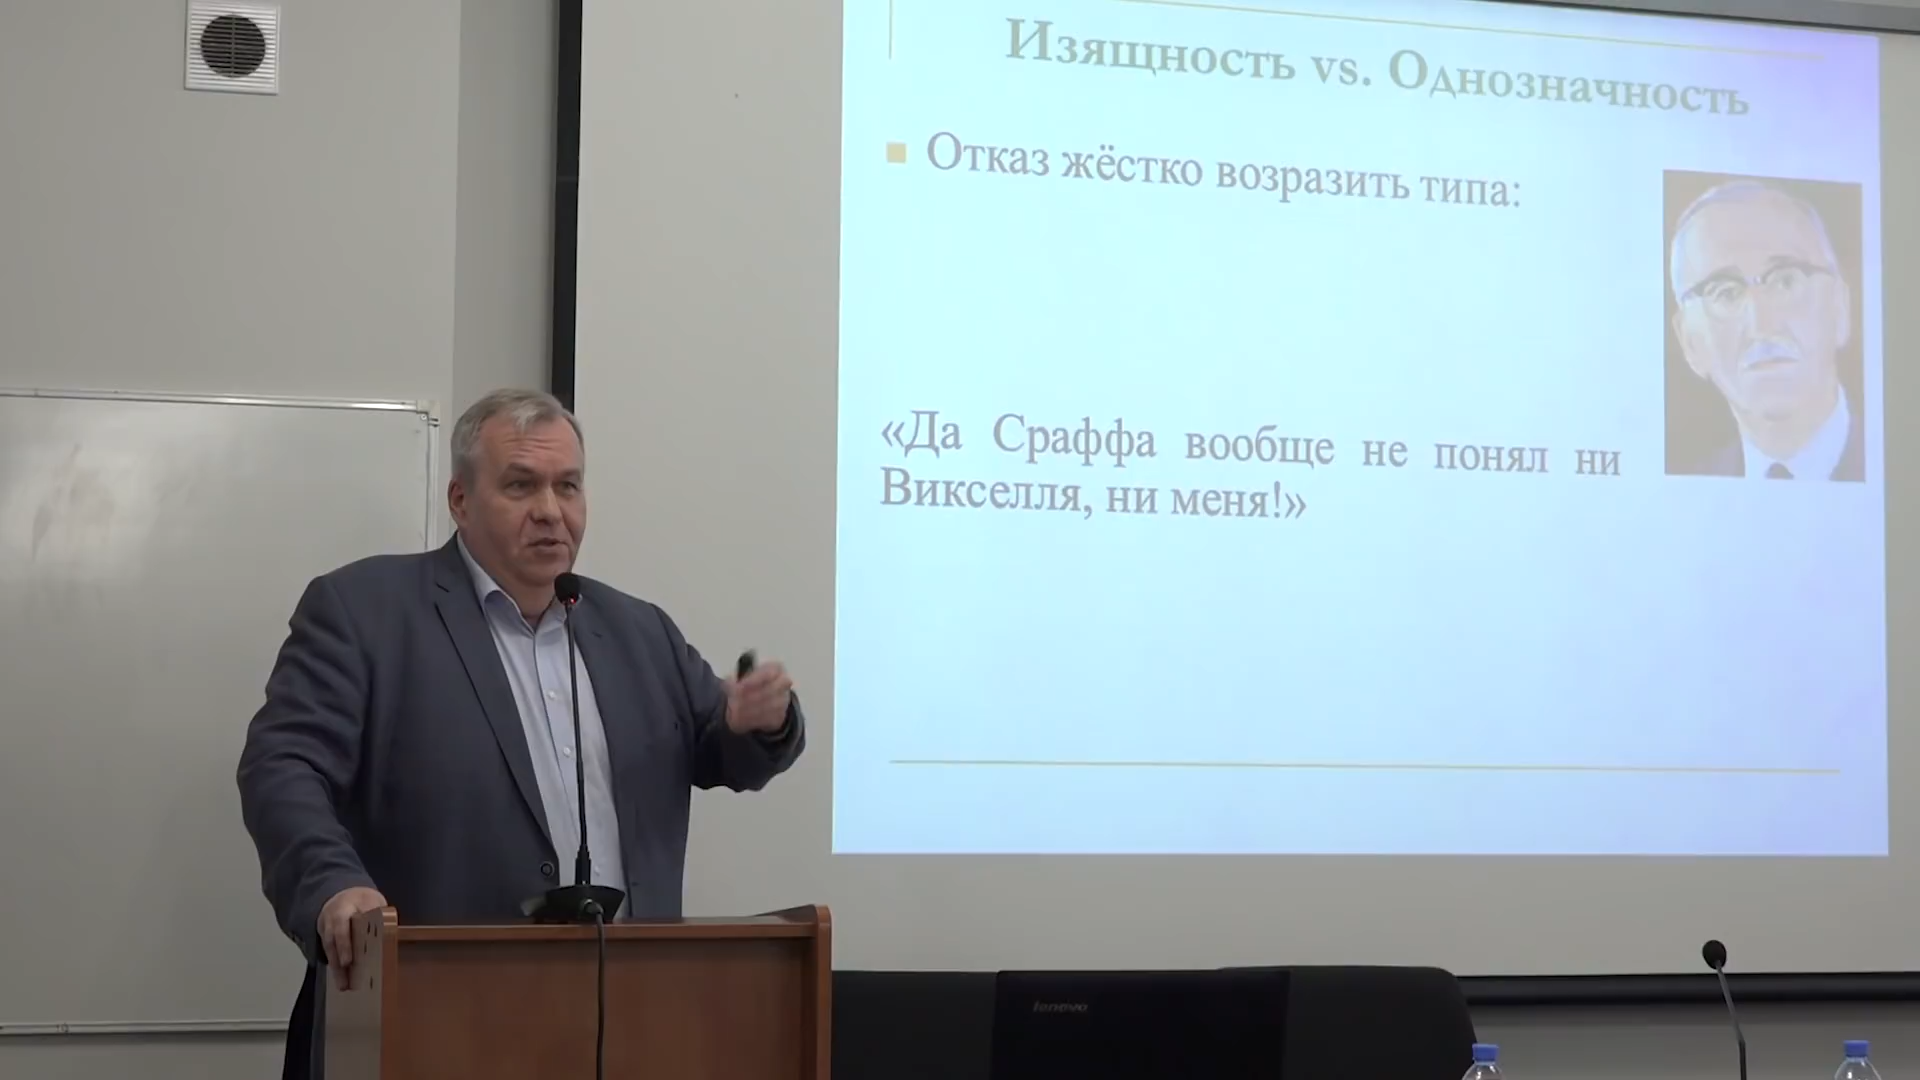 Изящность vs. Однозначность
Отказ жёстко возразить типа:
«Да Сраффа вообще не понял ни
Викселля, ни меня!»
lenovo